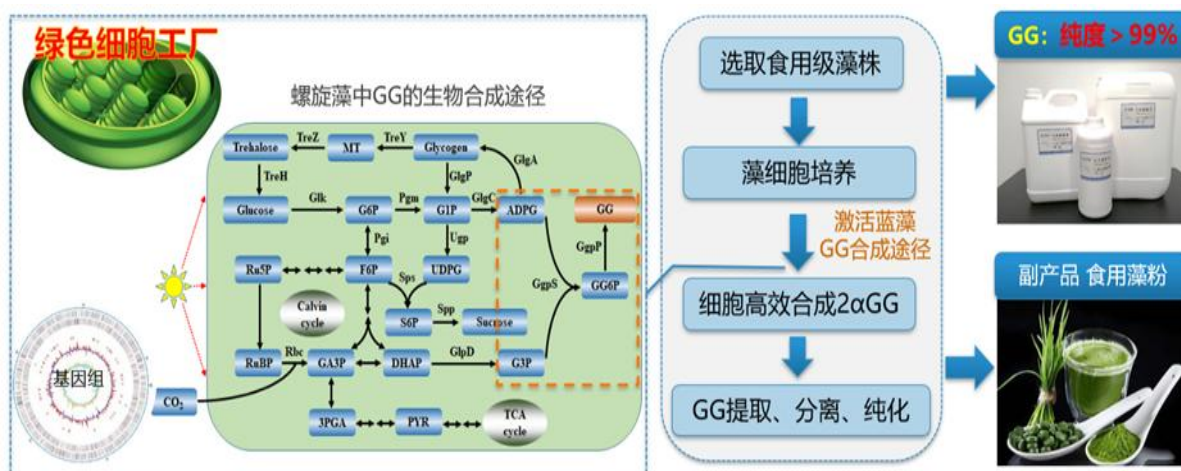 绿色细胞工厂
螺旋藻中GG的生物合成途径
Trehalose
TreZ
MT
TreY
Glycogen
GlgA
TreH
GlgP
Glucose
Glk
G6P
Pgm
G1P
GlgC
ADPG
GG
Pgi
Ugp
GgpP
Ru5P
F6P
Sps
UDPG
GgpS
GG6P
Calvin
cycle
S6P
Spp
Sucrose
RuBP
Rbc
GA3P
DHAP
GlpD
G3P
基因组
CO2
3PGA
PYR
TCA
cycle
选取食用级藻株
藻细胞培养
激活蓝藻
GG合成途径
细胞高效合成2αGG
GG提取、分离、纯化
GG：纯度＞99%
副产品 食用藻粉